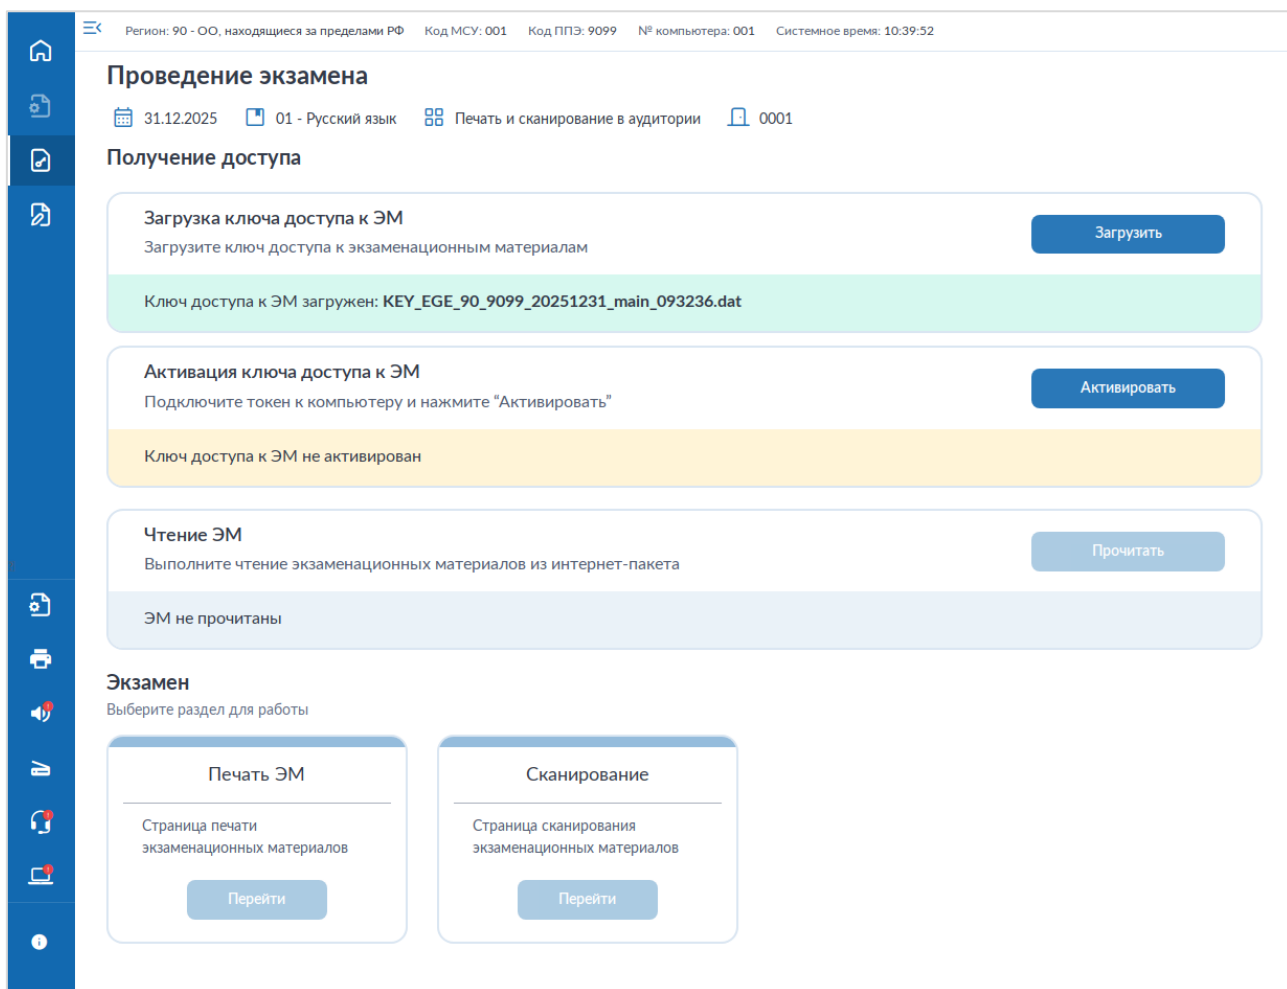 Регион: 90 - ОО, находящиеся за пределами РФ Код МСУ: 001 Код ППЭ: 9099 № компьютера: 001 Системное время: 10:39:52
Проведение экзамена
31.12.2025 01 - Русский язык Печать и сканирование в аудитории 0001
Получение доступа
Загрузка ключа доступа к ЭМ
Загрузите ключ доступа к экзаменационным материалам
Загрузить
Ключ доступа к ЭМ загружен: KEY_EGE_90_9099_20251231_main_093236.dat
Активация ключа доступа к ЭМ
Подключите токен к компьютеру и нажмите “Активировать”
Активировать
Ключ доступа к ЭМ не активирован
Чтение ЭМ
Выполните чтение экзаменационных материалов из интернет-пакета
Прочитать
ЭМ не прочитаны
Экзамен
Выберите раздел для работы
Печать ЭМ
Страница печати
экзаменационных материалов
Перейти
Сканирование
Страница сканирования
экзаменационных материалов
Перейти